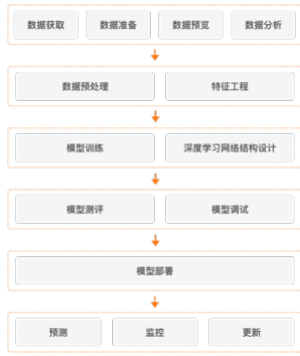 数据获取 数据准备 数据预览 数据分析
数据预处理 特征工程
模型训练 深度学习网络结构设计
模型测评 模型调试
模型部署
预测 监控 更新